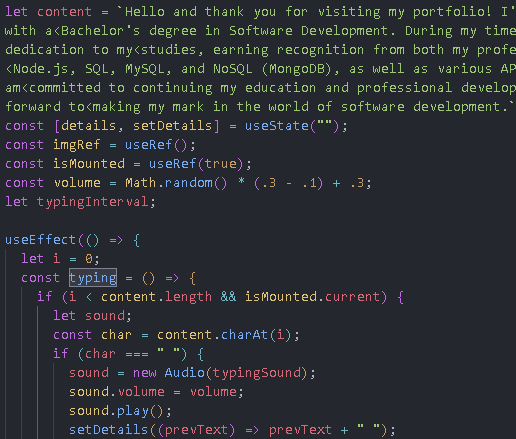 let content = `Hello and thank you for visiting my portfolio! I'
with a<Bachelor's degree in Software Development. During my time
dedication to my<studies, earning recognition from both my profe
<Node.js, SQL, MySQL, and NoSQL (MongoDB), as well as various AP
am<committed to continuing my education and professional develop
forward to<making my mark in the world of software development.`
const [details, setDetails] = useState("");
const imgRef = useRef();
const isMounted = useRef(true);
const volume = Math.random() * (.3 - .1) + .3;
let typingInterval;

useEffect(() => {
  let i = 0;
  const typing = () => {
    if (i < content.length && isMounted.current) {
      let sound;
      const char = content.charAt(i);
      if (char === " ") {
        sound = new Audio(typingSound);
        sound.volume = volume;
        sound.play();
        setDetails((prevText) => prevText + " ");